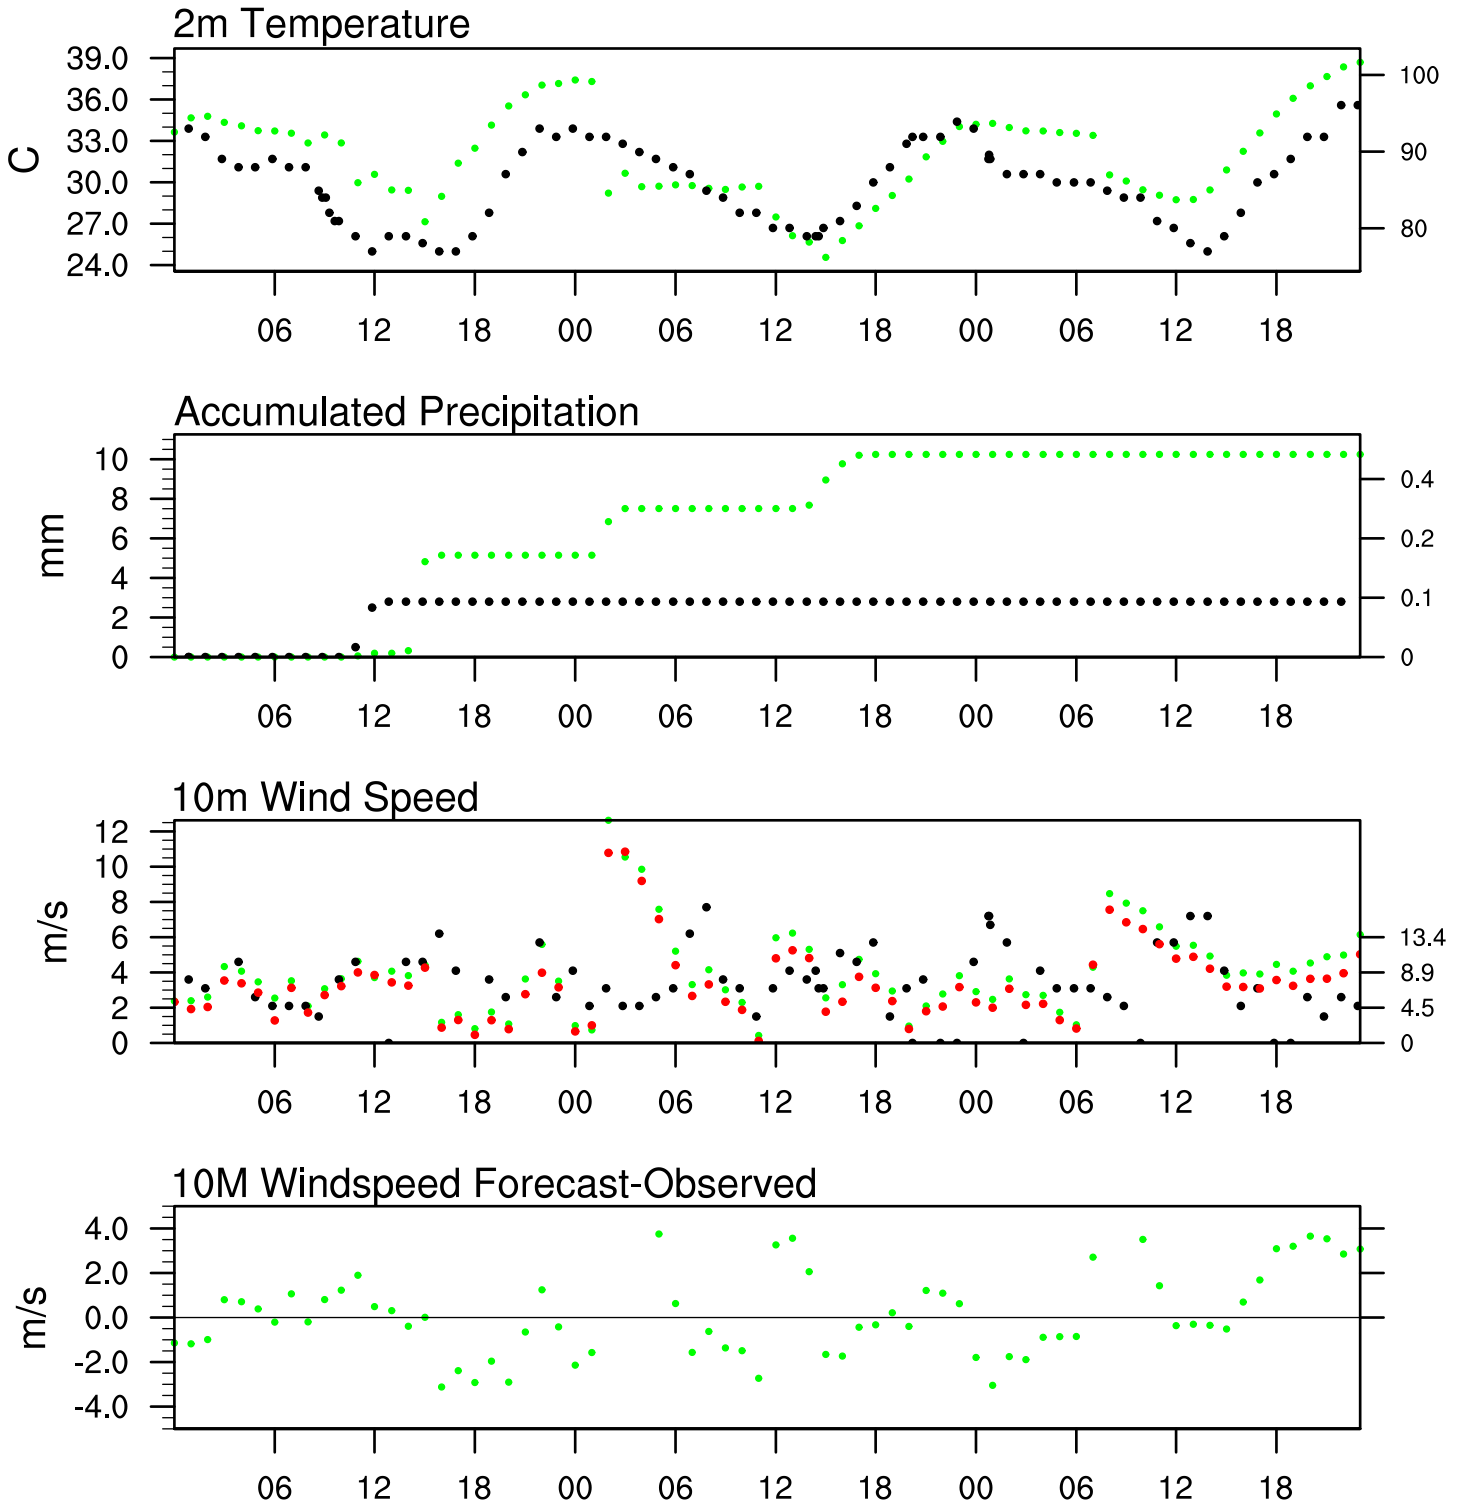 2m Temperature
39.0
36.0
33.0
30.0
27.0
24.0
C
100
90
80
06 12 18 00 06 12 18 00 06 12 18
Accumulated Precipitation
10
8
6
4
2
0
mm
0.4
0.2
0.1
0
06 12 18 00 06 12 18 00 06 12 18
10m Wind Speed
12
10
8
6
4
2
0
m/s
13.4
8.9
4.5
0
06 12 18 00 06 12 18 00 06 12 18
10M Windspeed Forecast-Observed
4.0
2.0
0.0
-2.0
-4.0
m/s
06 12 18 00 06 12 18 00 06 12 18